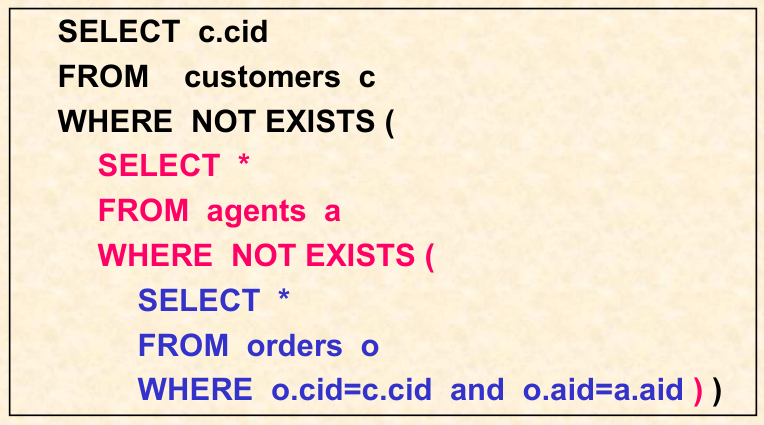 SELECT c.cid
FROM customers c
WHERE NOT EXISTS (
SELECT *
FROM agents a
WHERE NOT EXISTS (
SELECT *
FROM orders o
WHERE o.cid=c.cid and o.aid=a.aid ) )